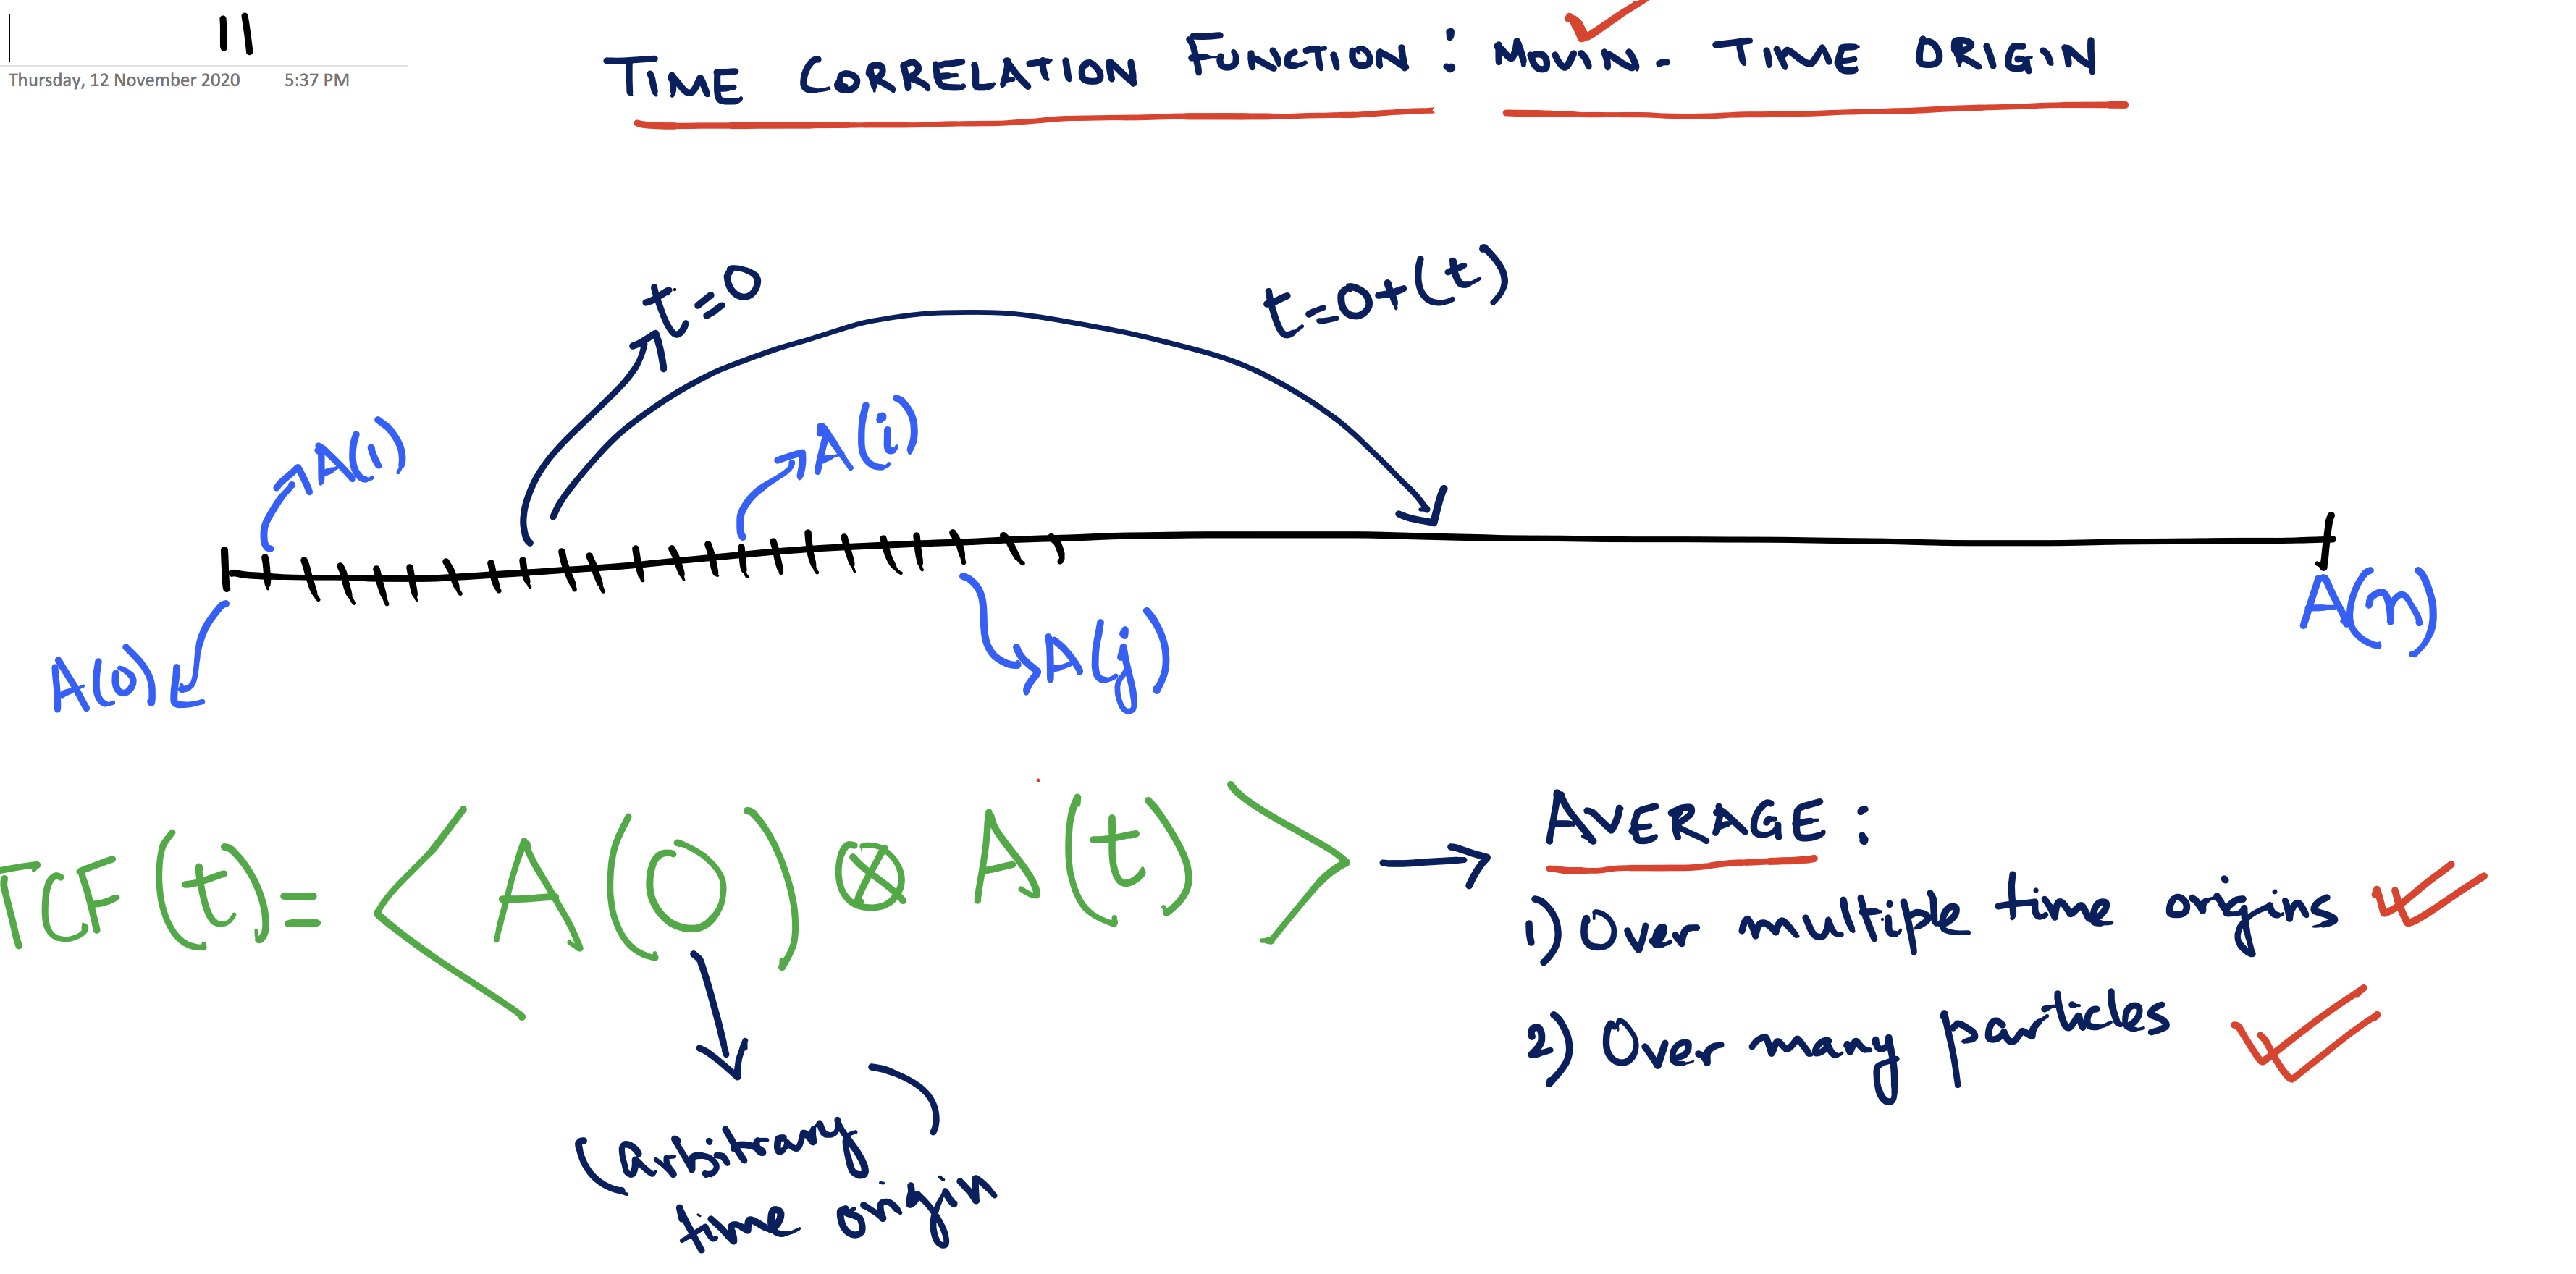 11
Thursday, 12 November 2020 5:37 PM
TIME CORRELATION FUNCTION : MOVIN- TIME ORIGIN
t=0
t=0+(t)
A(1)
A(i)
A(0)
A(j)
A(n)
TCF(t)= <A(0) ⊗ A(t)> →
AVERAGE :
1) Over multiple time origins
2) Over many particles
(arbitrary)
time origin